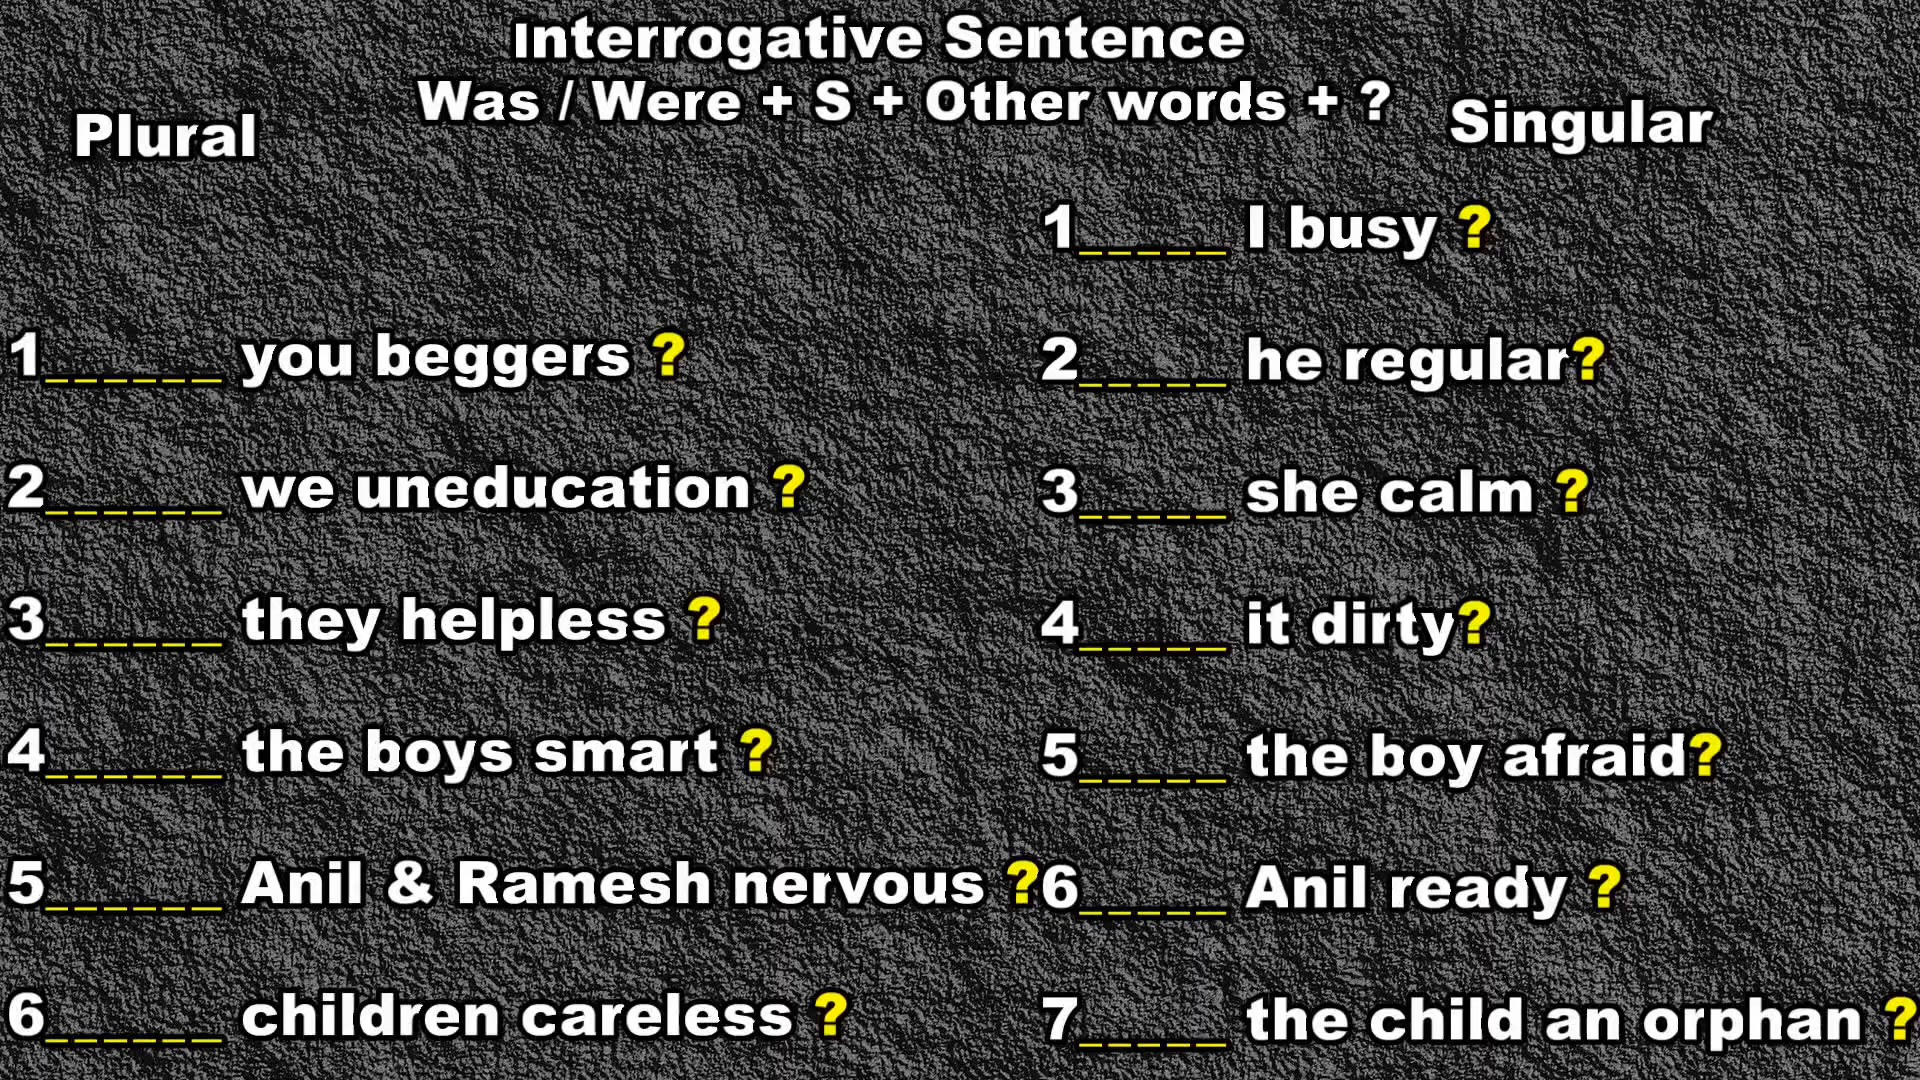 Interrogative Sentence
Was / Were + S + Other words + ?
Plural
1______ you beggers ?
2______ we uneducation ?
3______ they helpless ?
4______ the boys smart ?
5______ Anil & Ramesh nervous ?
6______ children careless ?
Singular
1_____ I busy ?
2_____ he regular?
3_____ she calm ?
4_____ it dirty?
5_____ the boy afraid?
6_____ Anil ready ?
7_____ the child an orphan ?